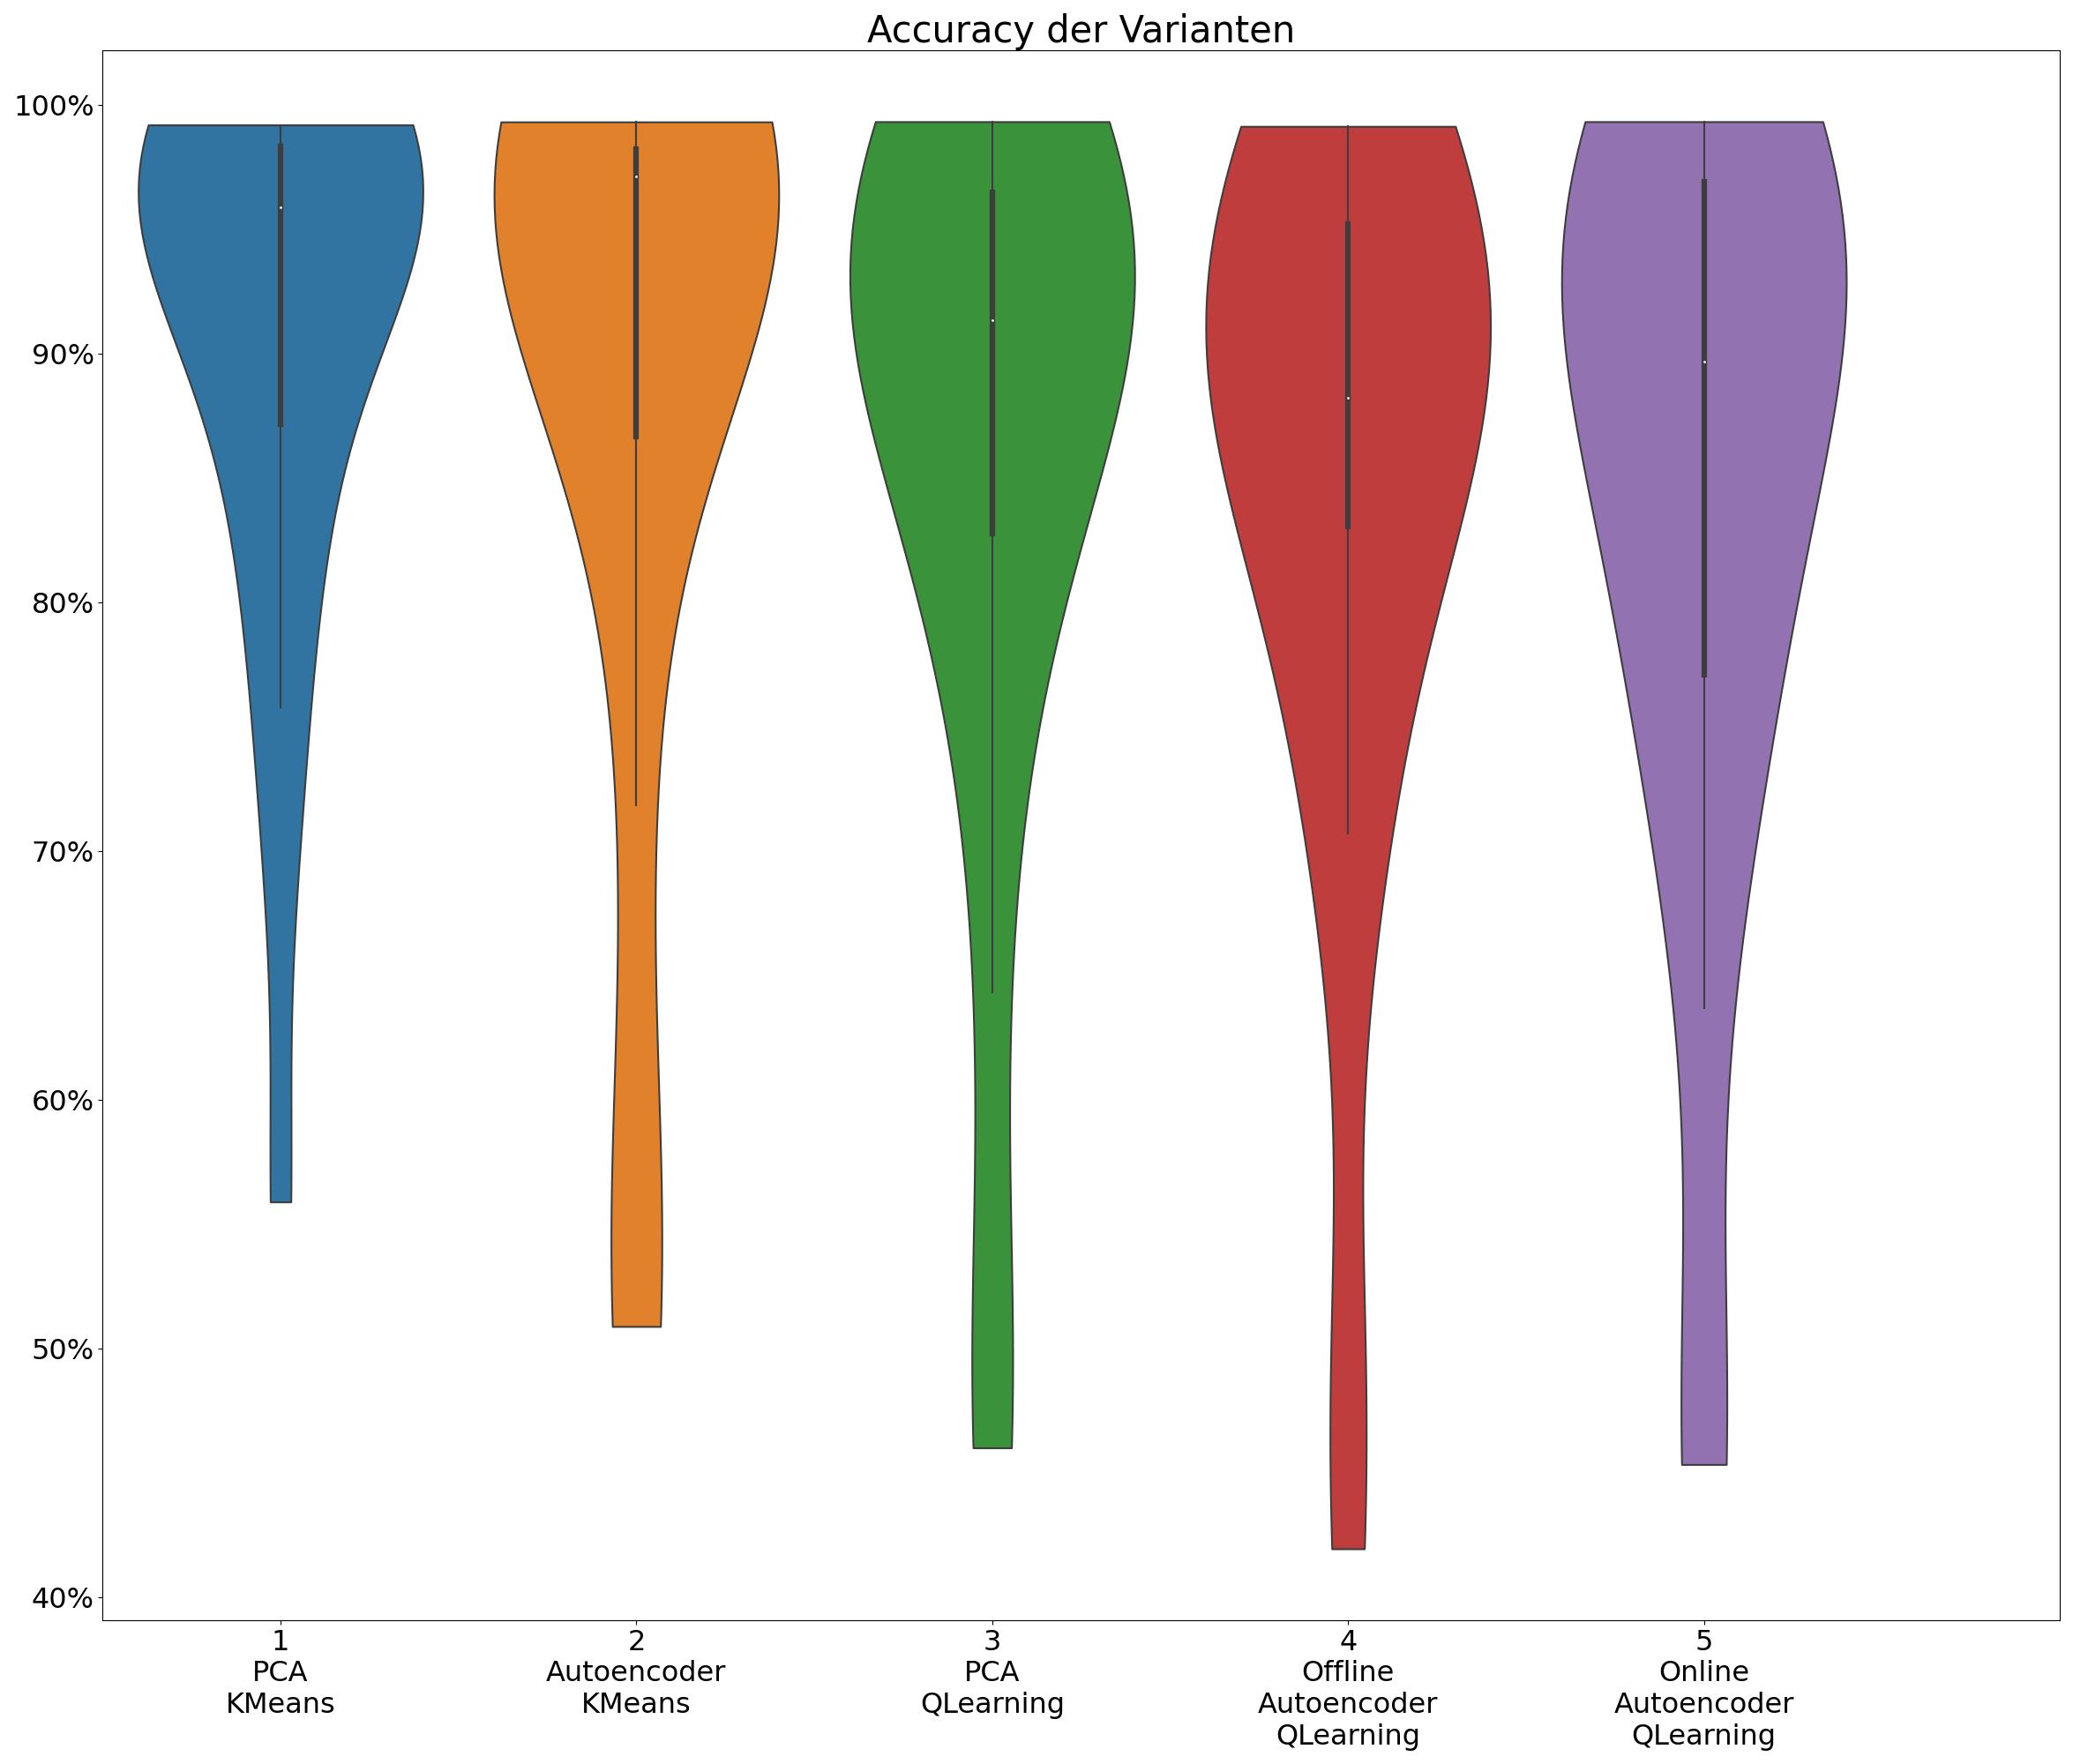 Accuracy der Varianten
100%
90%
80%
70%
60%
50%
40%
1
PCA
KMeans
2
Autoencoder
KMeans
3
PCA
QLearning
4
Offline
Autoencoder
QLearning
5
Online
Autoencoder
QLearning